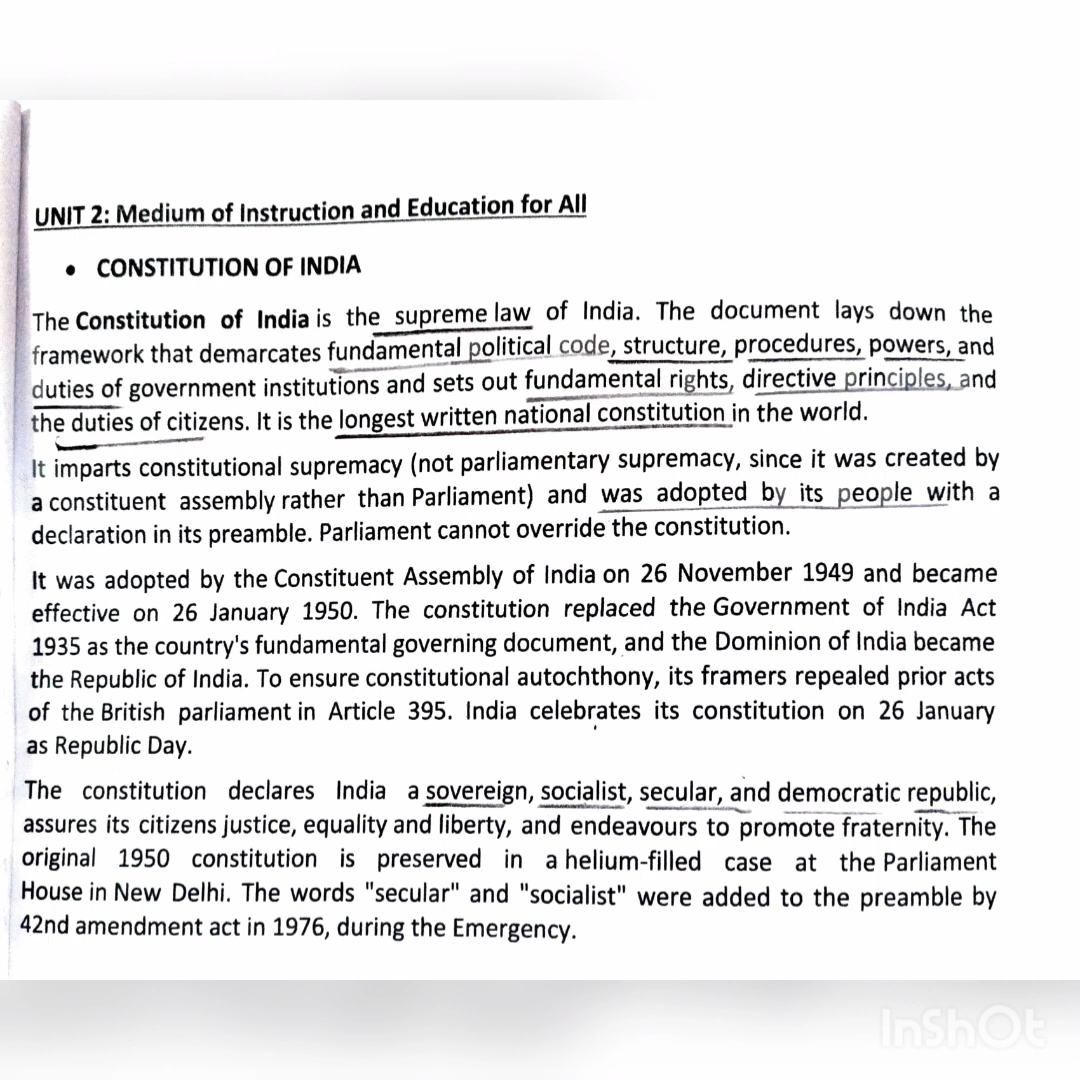 UNIT 2: Medium of Instruction and Education for All
• CONSTITUTION OF INDIA
The Constitution of India is the supreme law of India. The document lays down the
framework that demarcates fundamental political code, structure, procedures, powers, and
duties of government institutions and sets out fundamental rights, directive principles, and
the duties of citizens. It is the longest written national constitution in the world.
It imparts constitutional supremacy (not parliamentary supremacy, since it was created by
a constituent assembly rather than Parliament) and was adopted by its people with a
declaration in its preamble. Parliament cannot override the constitution.
It was adopted by the Constituent Assembly of India on 26 November 1949 and became
effective on 26 January 1950. The constitution replaced the Government of India Act
1935 as the country's fundamental governing document, and the Dominion of India became
the Republic of India. To ensure constitutional autochthony, its framers repealed prior acts
of the British parliament in Article 395. India celebrates its constitution on 26 January
as Republic Day.
The constitution declares India a sovereign, socialist, secular, and democratic republic,
assures its citizens justice, equality and liberty, and endeavours to promote fraternity. The
original 1950 constitution is preserved in a helium-filled case at the Parliament
House in New Delhi. The words "secular" and "socialist" were added to the preamble by
42nd amendment act in 1976, during the Emergency.
InShOt